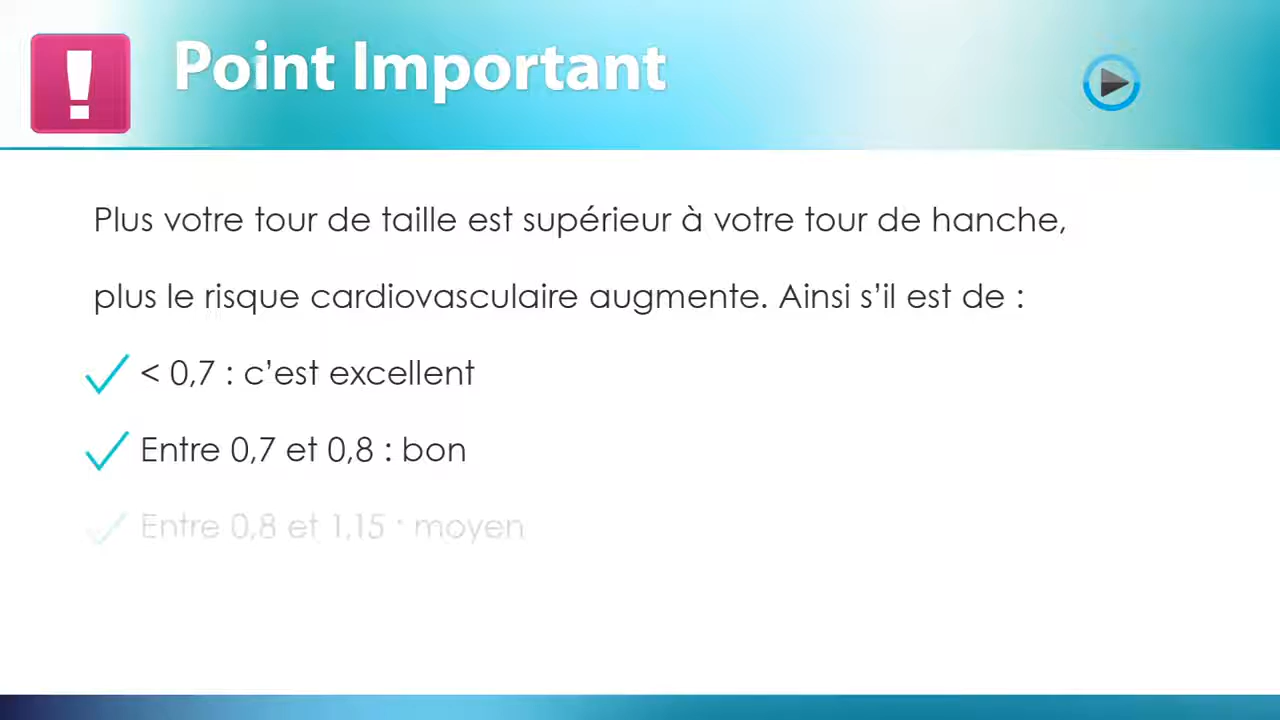 Point Important
Plus votre tour de taille est supérieur à votre tour de hanche,
plus le risque cardiovasculaire augmente. Ainsi s’il est de :
< 0,7 : c’est excellent
Entre 0,7 et 0,8 : bon
Entre 0,8 et 1,15 : moyen